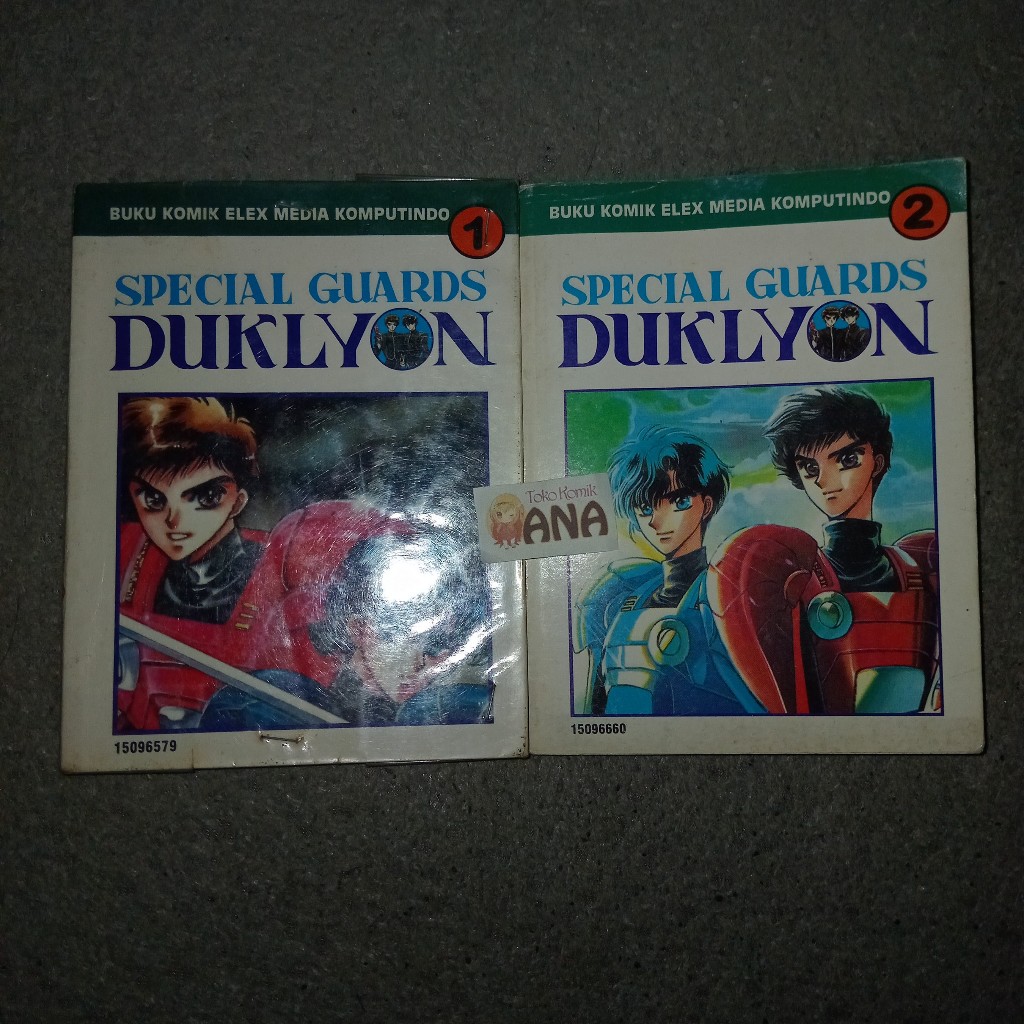 BUKU KOMIK ELEX MEDIA KOMPUTINDO 1
SPECIAL GUARDS
DUKLYON
15096579
BUKU KOMIK ELEX MEDIA KOMPUTINDO 2
SPECIAL GUARDS
DUKLYON
15096660
Toko Komik
ANA